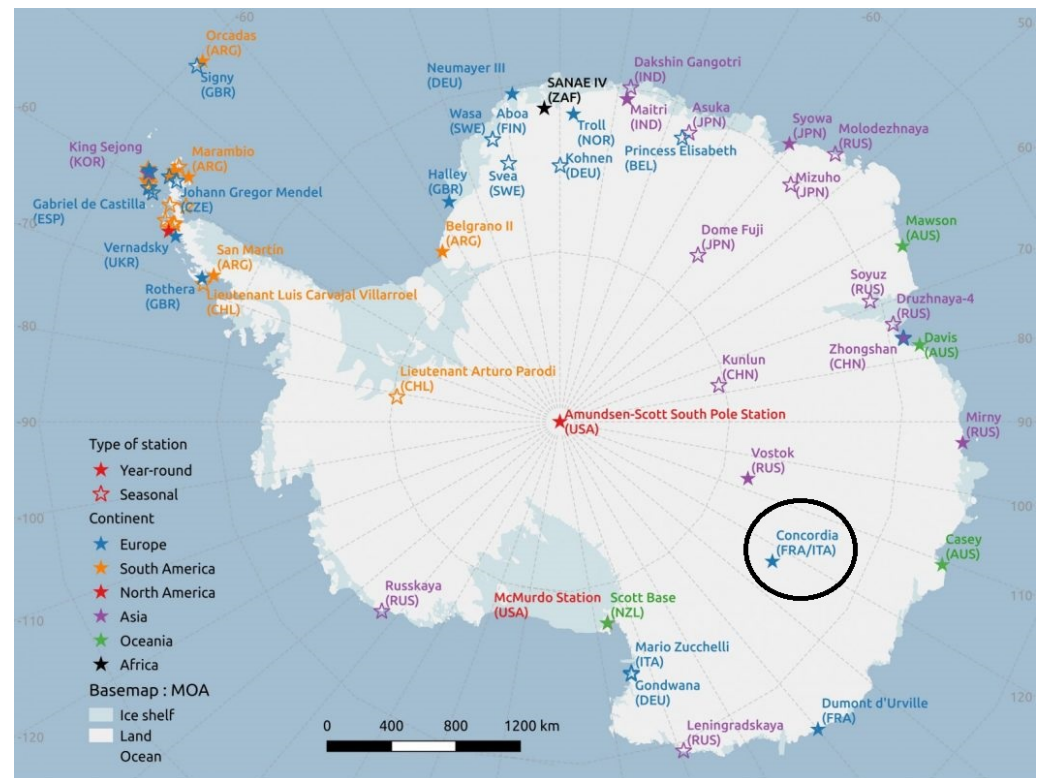 -60
-60
50
Orcadas
(ARG)
Signy
(GBR)
Neumayer III
(DEU)
SANAE IV
(ZAF)
Dakshin Gangotri
(IND)
-60
Wasa
(SWE)
Aboa
(FIN)
Troll
(NOR)
Maitri
(IND)
Asuka
(JPN)
Syowa
(JPN)
Molodezhnaya
(RUS)
60
King Sejong
(KOR)
Marambio
(ARG)
Halley
(GBR)
Svea
(SWE)
Kohnen
(DEU)
Princess Elisabeth
(BEL)
Mizuho
(JPN)
Johann Gregor Mendel
(CZE)
Gabriel de Castilla
(ESP)
-70
Belgrano II
(ARG)
Dome Fuji
(JPN)
Mawson
(AUS)
70
Vernadsky
(UKR)
San Martin
(ARG)
Soyuz
(RUS)
Rothera
(GBR)
Lieutenant Luis Carvajal Villarroel
(CHL)
Druzhnaya-4
(RUS)
-80
Zhongshan
(CHN)
Davis
(AUS)
80
Lieutenant Arturo Parodi
(CHL)
Kunlun
(CHN)
-90
Amundsen-Scott South Pole Station
(USA)
Mirny
(RUS)
90
Type of station
Year-round
Seasonal
Vostok
(RUS)
100
-100
Continent
Europe
South America
North America
Asia
Oceania
Africa
Concordia
(FRA/ITA)
Casey
(AUS)
110
-110
Russkaya
(RUS)
McMurdo Station
(USA)
Scott Base
(NZL)
Mario Zucchelli
(ITA)
Gondwana
(DEU)
Dumont d'Urville
(FRA)
120
Basemap : MOA
Ice shelf
Land
Ocean
-120
0 400 800 1200 km
Leningradskaya
(RUS)